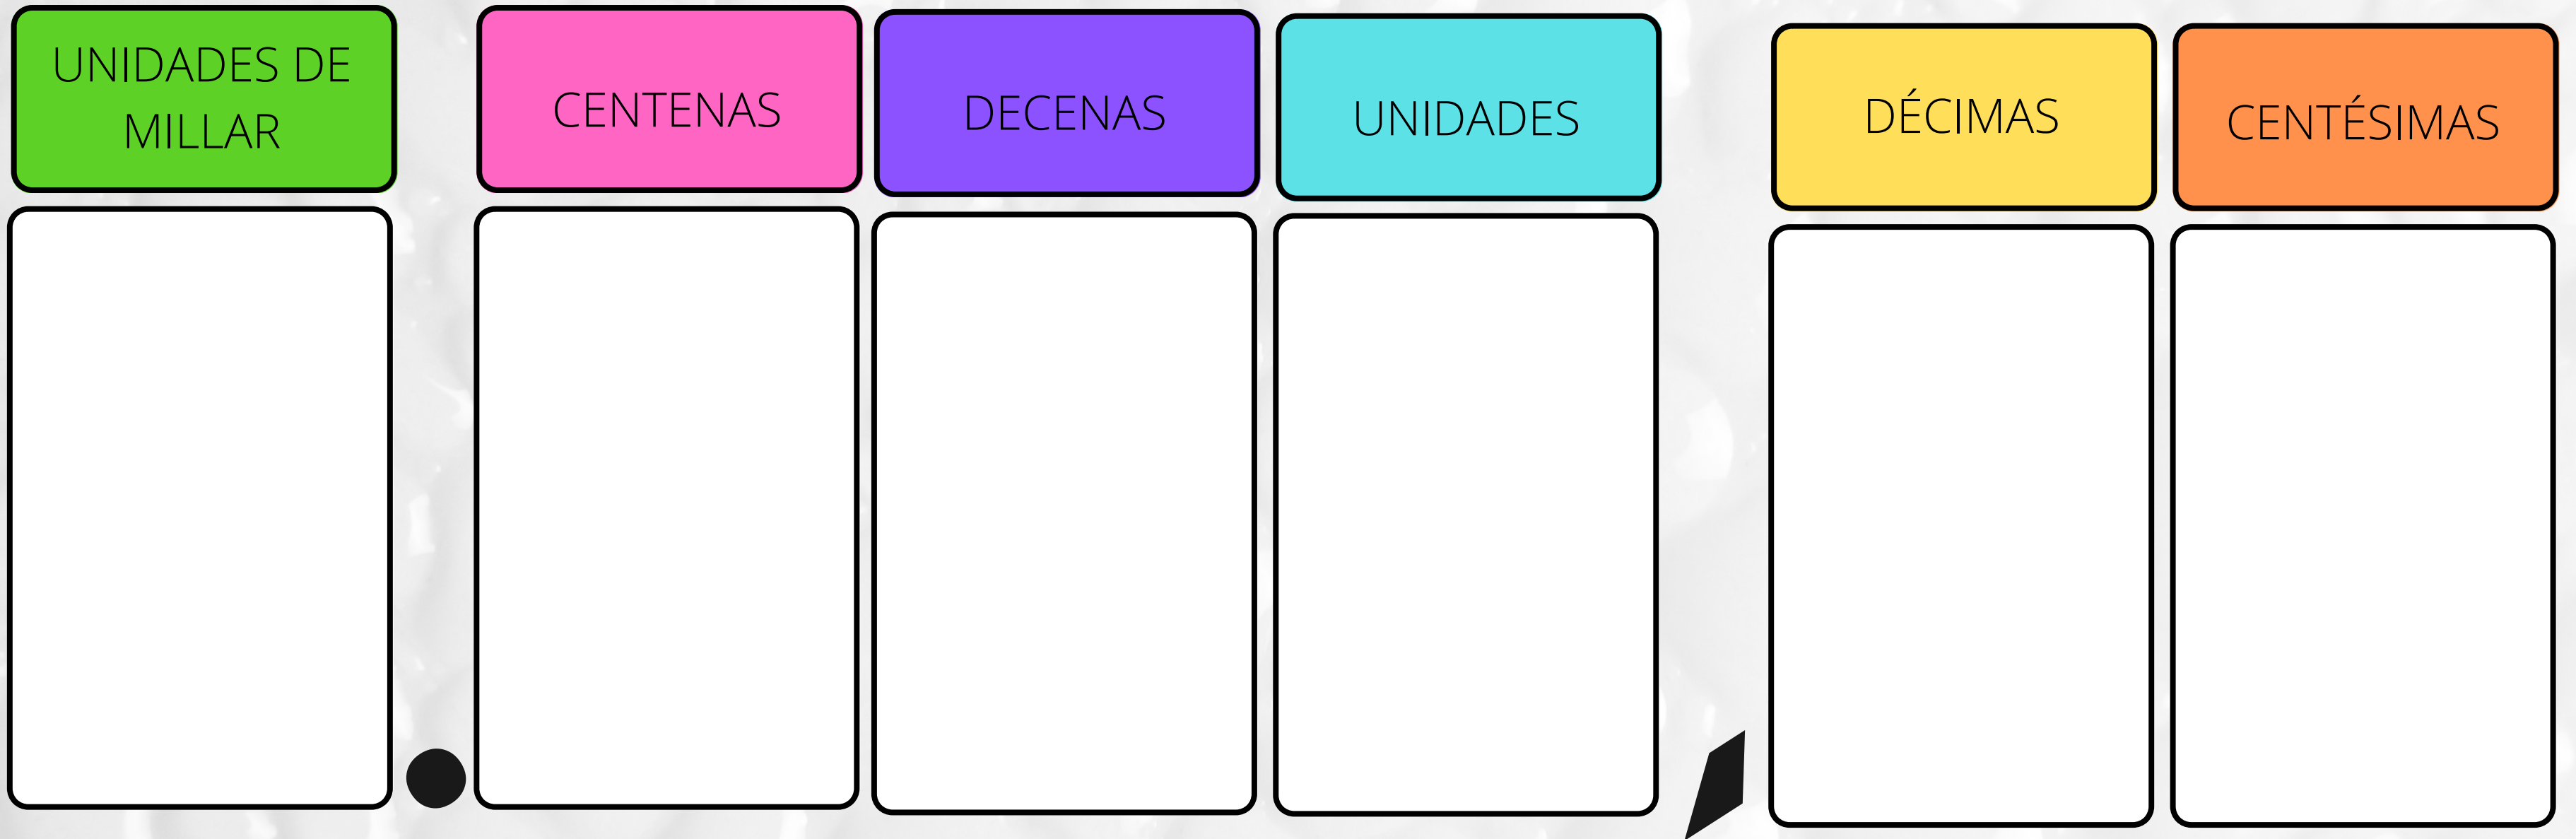 UNIDADES DE
MILLAR
CENTENAS
DECENAS
UNIDADES
DÉCIMAS
CENTÉSIMAS